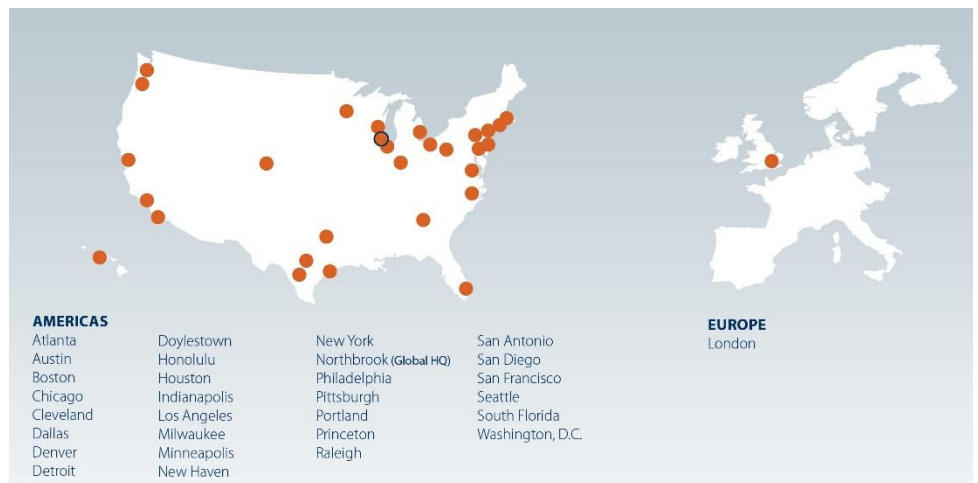 AMERICAS
Atlanta
Austin
Boston
Chicago
Cleveland
Dallas
Denver
Detroit
Doylestown
Honolulu
Houston
Indianapolis
Los Angeles
Milwaukee
Minneapolis
New Haven
New York
Northbrook (Global HQ)
Philadelphia
Pittsburgh
Portland
Princeton
Raleigh
San Antonio
San Diego
San Francisco
Seattle
South Florida
Washington, D.C.
EUROPE
London